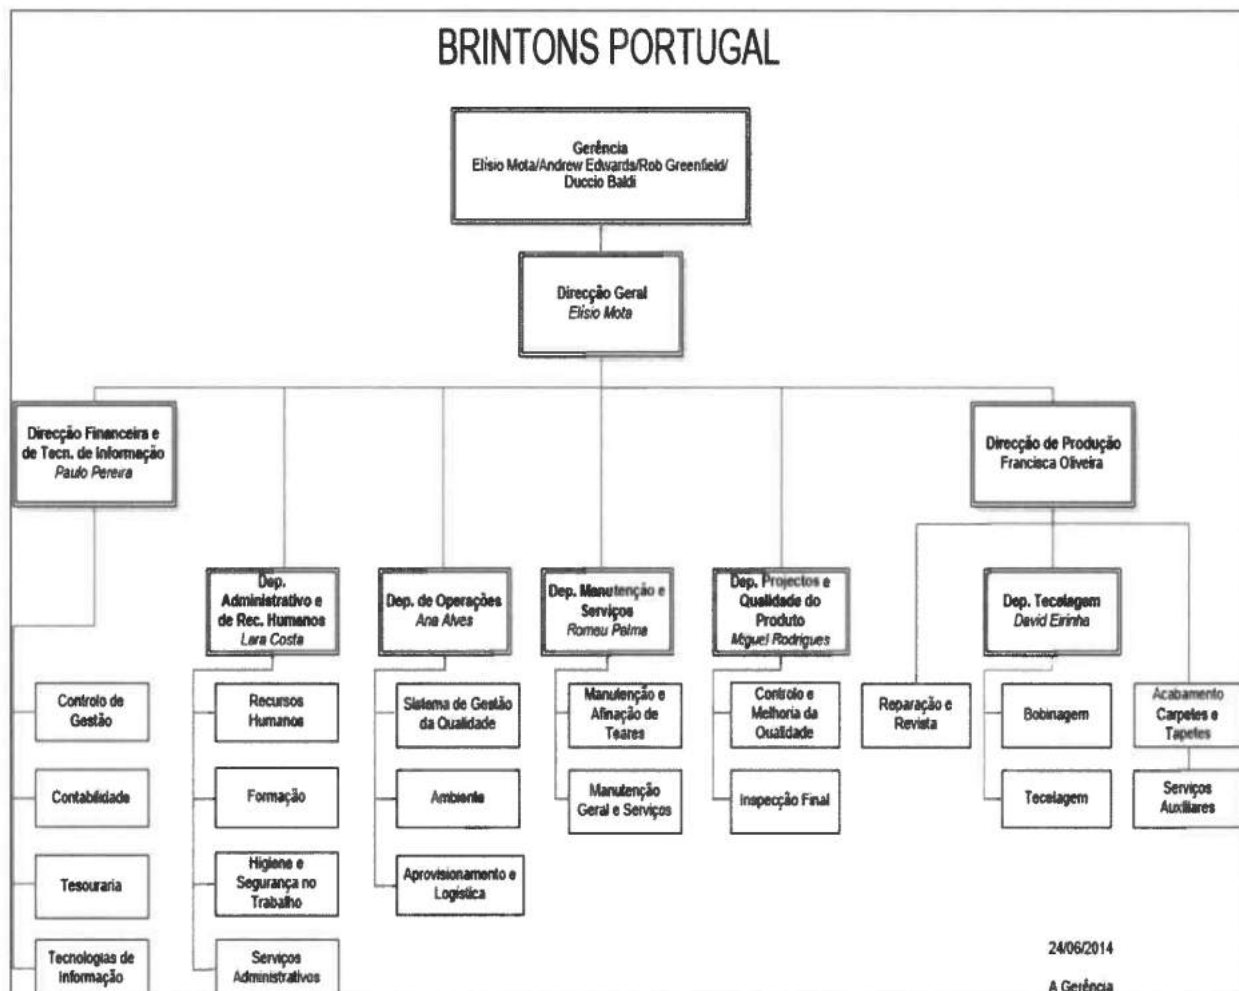 BRINTONS PORTUGAL
Gerência
Elísio Mota/Andrew Edwards/Rob Greenfield/
Duccio Baldi
Direcção Geral
Elísio Mota
Direcção Financeira e
de Tecn. de Informação
Paulo Pereira
Direcção de Produção
Francisca Oliveira
Dep.
Administrativo e
de Rec. Humanos
Lara Costa
Dep. de Operações
Ana Alves
Dep. Manutenção e
Serviços
Romeu Palma
Dep. Projectos e
Qualidade do
Produto
Miguel Rodrigues
Dep. Tecelagem
David Eirinha
Controlo de
Gestão
Contabilidade
Tesouraria
Tecnologias de
Informação
Recursos
Humanos
Formação
Higiene e
Segurança no
Trabalho
Serviços
Administrativos
Sistema de Gestão
da Qualidade
Ambiente
Aprovisionamento e
Logística
Manutenção e
Afinação de
Teares
Manutenção
Geral e Serviços
Controlo e
Melhoria da
Qualidade
Inspecção Final
Reparação e
Revista
Bobinagem
Tecelagem
Acabamento
Carpetes e
Tapetes
Serviços
Auxiliares
24/06/2014
A Gerência